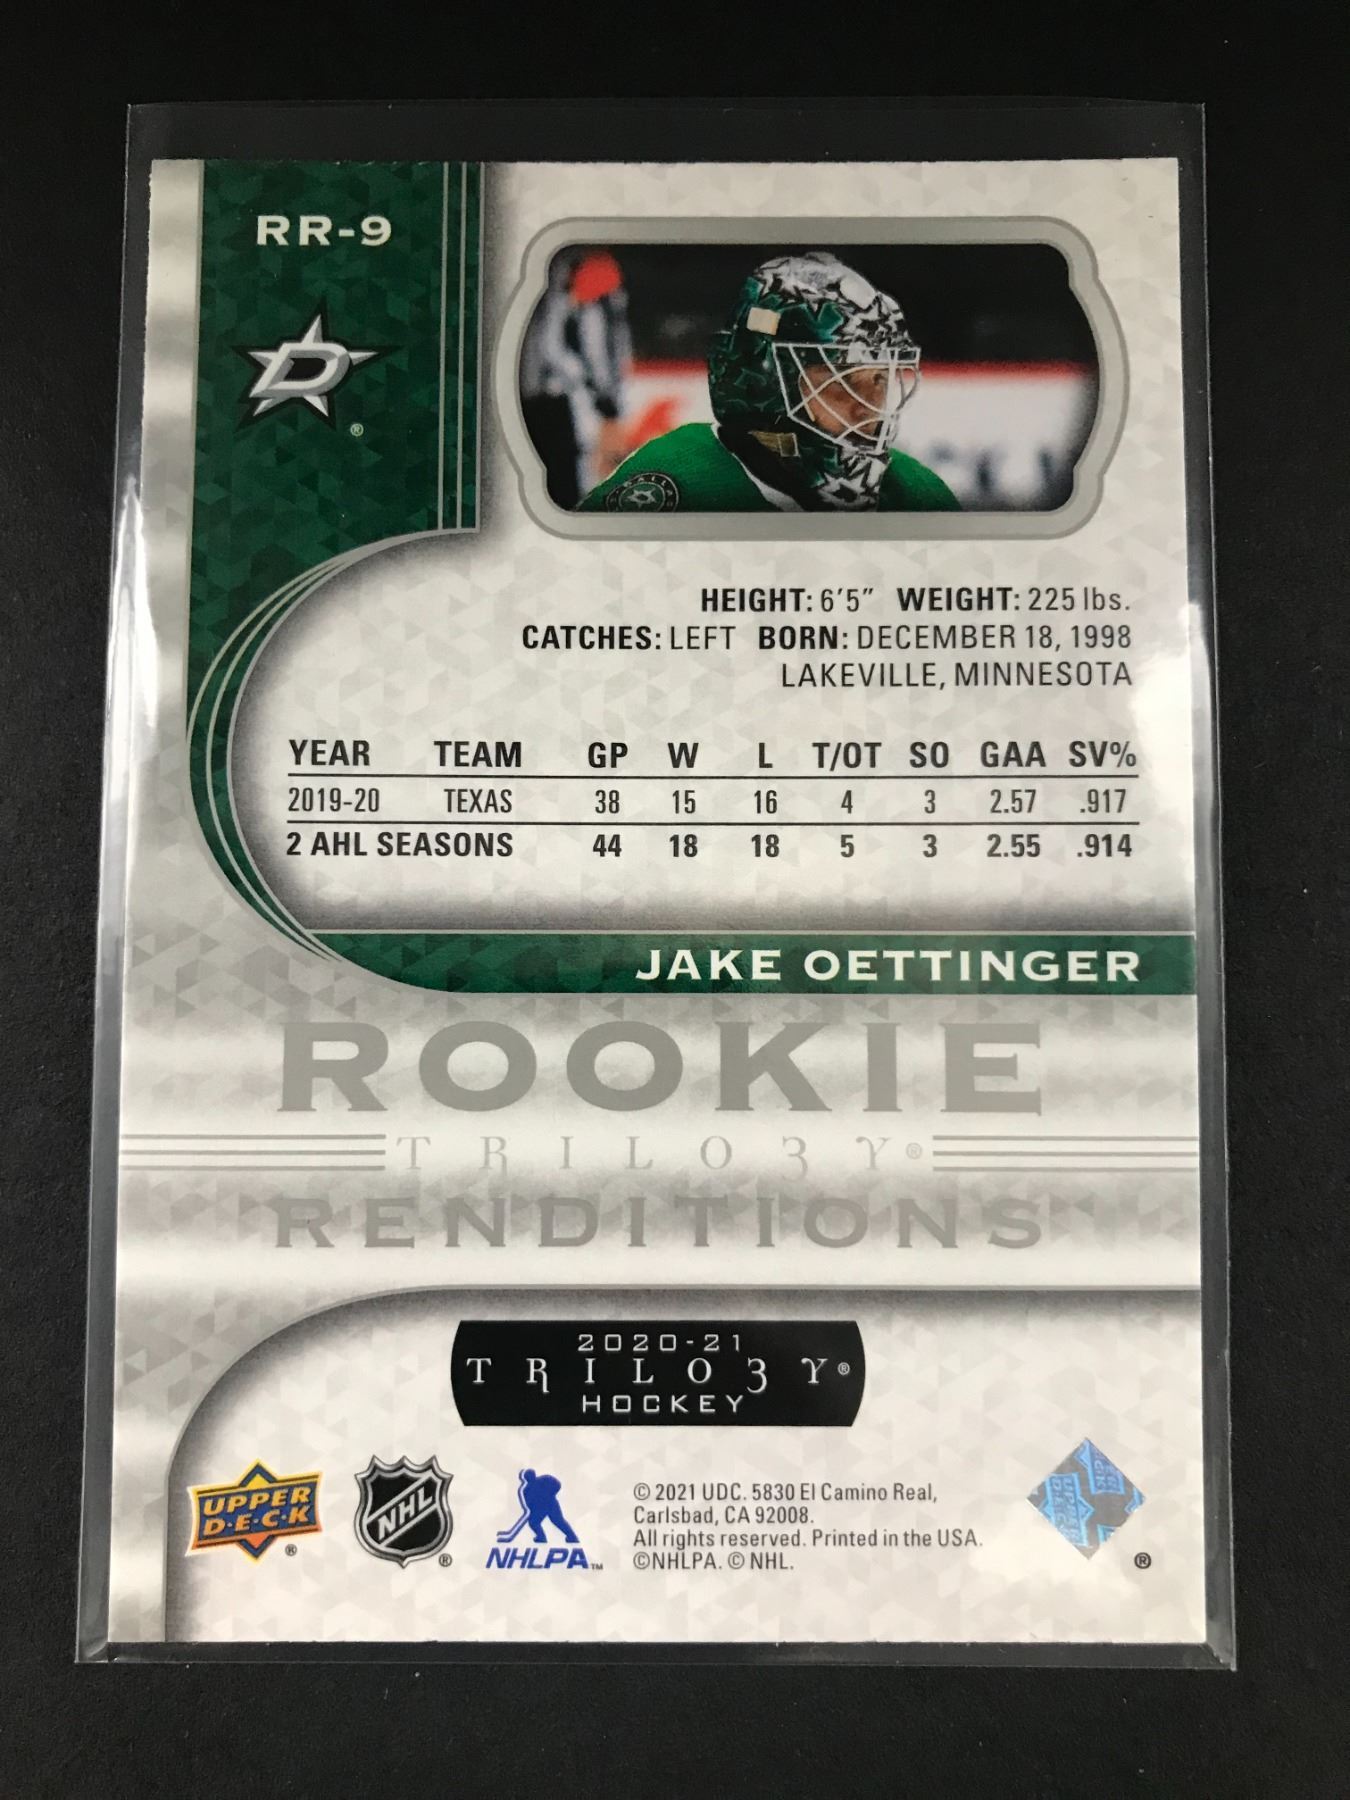 RR-9
D
®
DALLAS
HEIGHT: 6'5" WEIGHT: 225 lbs.
CATCHES: LEFT BORN: DECEMBER 18, 1998
LAKEVILLE, MINNESOTA
YEAR TEAM GP W L T/OT SO GAA SV%
2019-20 TEXAS 38 15 16 4 3 2.57 .917
2 AHL SEASONS 44 18 18 5 3 2.55 .914
JAKE OETTINGER
ROOKIE
TRILO3Y®
RENDITIONS
2020-21
TRILO3Y®
HOCKEY
UPPER
D·E·C·K
®
NHL
®
NHLPA™
© 2021 UDC. 5830 El Camino Real,
Carlsbad, CA 92008.
All rights reserved. Printed in the USA.
©NHLPA. © NHL.
UPPER
DECK
®